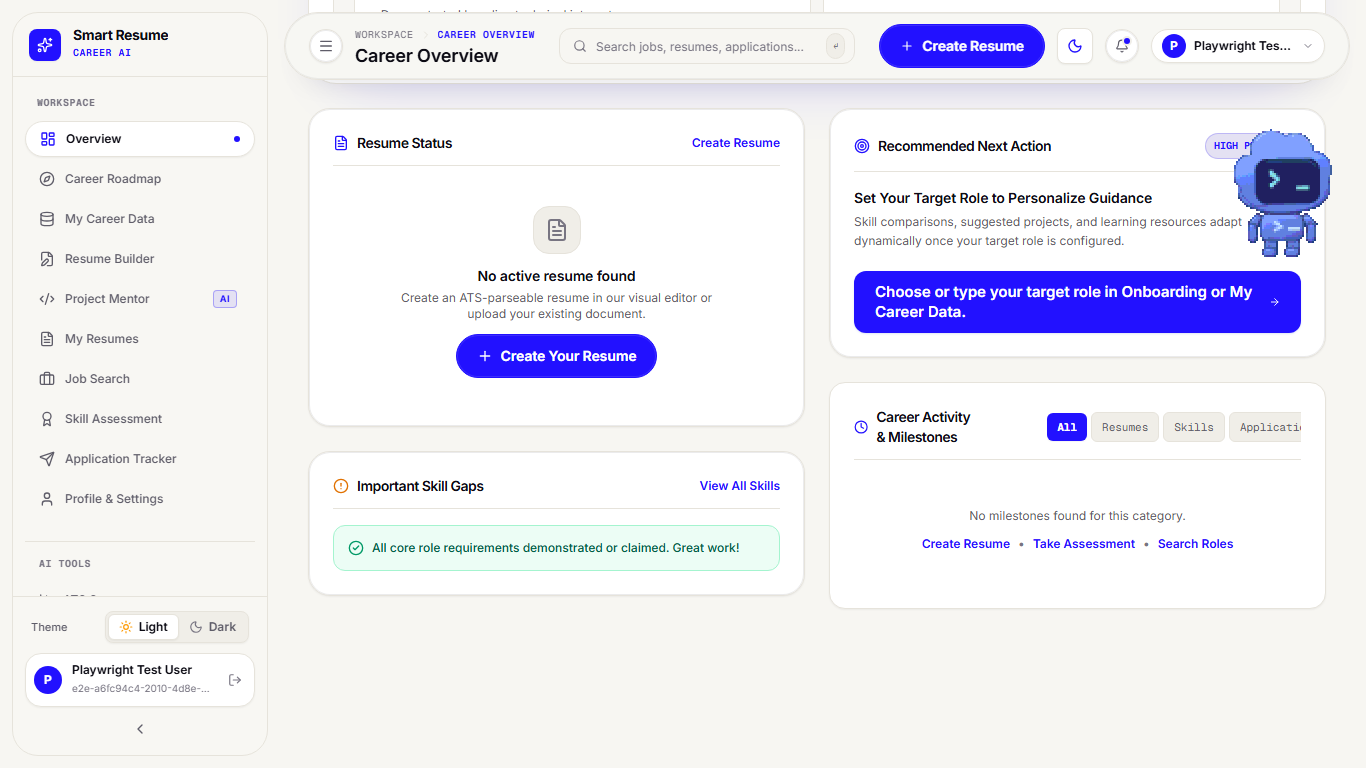 Smart Resume
CAREER AI
WORKSPACE
Overview
Career Roadmap
My Career Data
Resume Builder
Project Mentor
AI
My Resumes
Job Search
Skill Assessment
Application Tracker
Profile & Settings
AI TOOLS
Theme
Light
Dark
P
Playwright Test User
e2e-a6fc94c4-2010-4d8e-...
WORKSPACE > CAREER OVERVIEW
Career Overview
Search jobs, resumes, applications...
Create Resume
P
Playwright Tes...
Resume Status
Create Resume
No active resume found
Create an ATS-parseable resume in our visual editor or
upload your existing document.
Create Your Resume
Important Skill Gaps
View All Skills
All core role requirements demonstrated or claimed. Great work!
Recommended Next Action
HIGH
Set Your Target Role to Personalize Guidance
Skill comparisons, suggested projects, and learning resources adapt
dynamically once your target role is configured.
Choose or type your target role in Onboarding or My
Career Data.
Career Activity
& Milestones
All
Resumes
Skills
Applicatio
No milestones found for this category.
Create Resume • Take Assessment • Search Roles